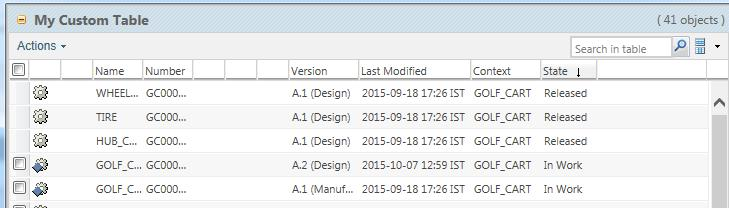 My Custom Table ( 41 objects )
Actions Search in table
Name Number Version Last Modified Context State
WHEEL... GC000... A.1 (Design) 2015-09-18 17:26 IST GOLF_CART Released
TIRE GC000... A.1 (Design) 2015-09-18 17:26 IST GOLF_CART Released
HUB_C... GC000... A.1 (Design) 2015-09-18 17:26 IST GOLF_CART Released
GOLF_C... GC000... A.2 (Design) 2015-10-07 12:59 IST GOLF_CART In Work
GOLF_C... GC000... A.1 (Manuf... 2015-09-18 17:26 IST GOLF_CART In Work